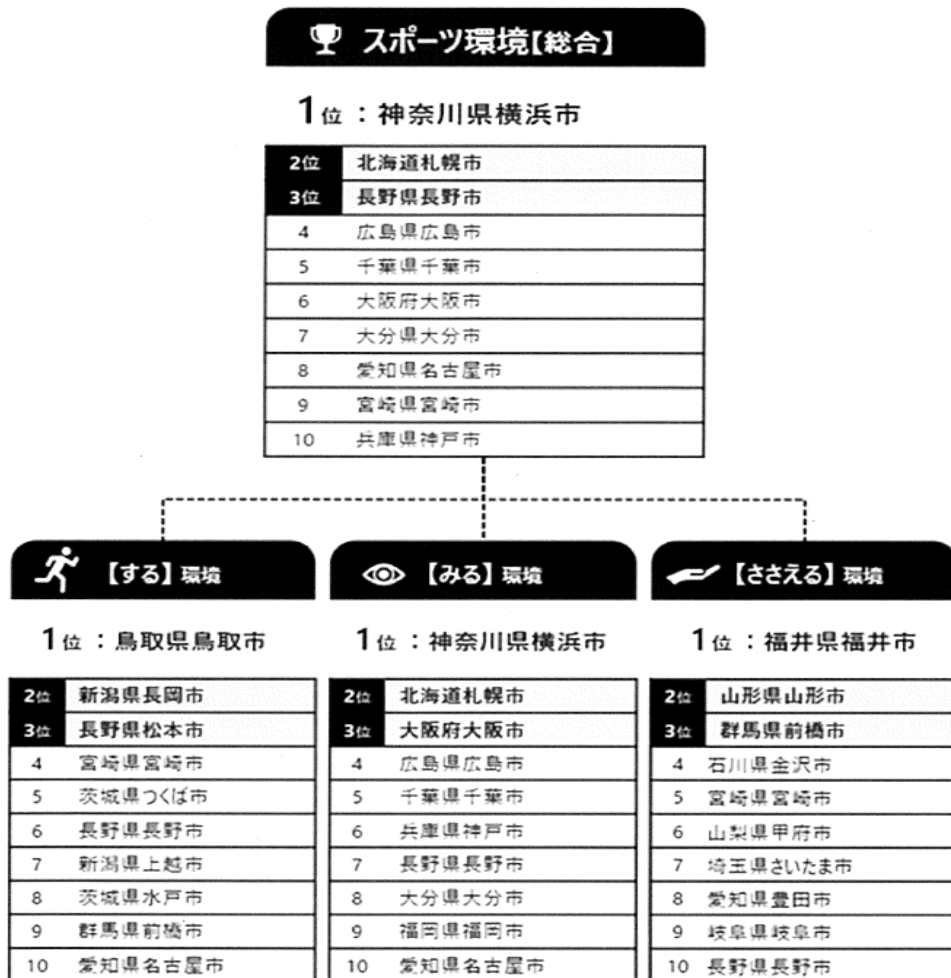 スポーツ環境【総合】
1位 : 神奈川県横浜市
2位 北海道札幌市
3位 長野県長野市
4 広島県広島市
5 千葉県千葉市
6 大阪府大阪市
7 大分県大分市
8 愛知県名古屋市
9 宮崎県宮崎市
10 兵庫県神戸市
【する】環境
1位 : 鳥取県鳥取市
2位 新潟県長岡市
3位 長野県松本市
4 宮崎県宮崎市
5 茨城県つくば市
6 長野県長野市
7 新潟県上越市
8 茨城県水戸市
9 群馬県前橋市
10 愛知県名古屋市
【みる】環境
1位 : 神奈川県横浜市
2位 北海道札幌市
3位 大阪府大阪市
4 広島県広島市
5 千葉県千葉市
6 兵庫県神戸市
7 長野県長野市
8 大分県大分市
9 福岡県福岡市
10 愛知県名古屋市
【ささえる】環境
1位 : 福井県福井市
2位 山形県山形市
3位 群馬県前橋市
4 石川県金沢市
5 宮崎県宮崎市
6 山梨県甲府市
7 埼玉県さいたま市
8 愛知県豊田市
9 岐阜県岐阜市
10 長野県長野市